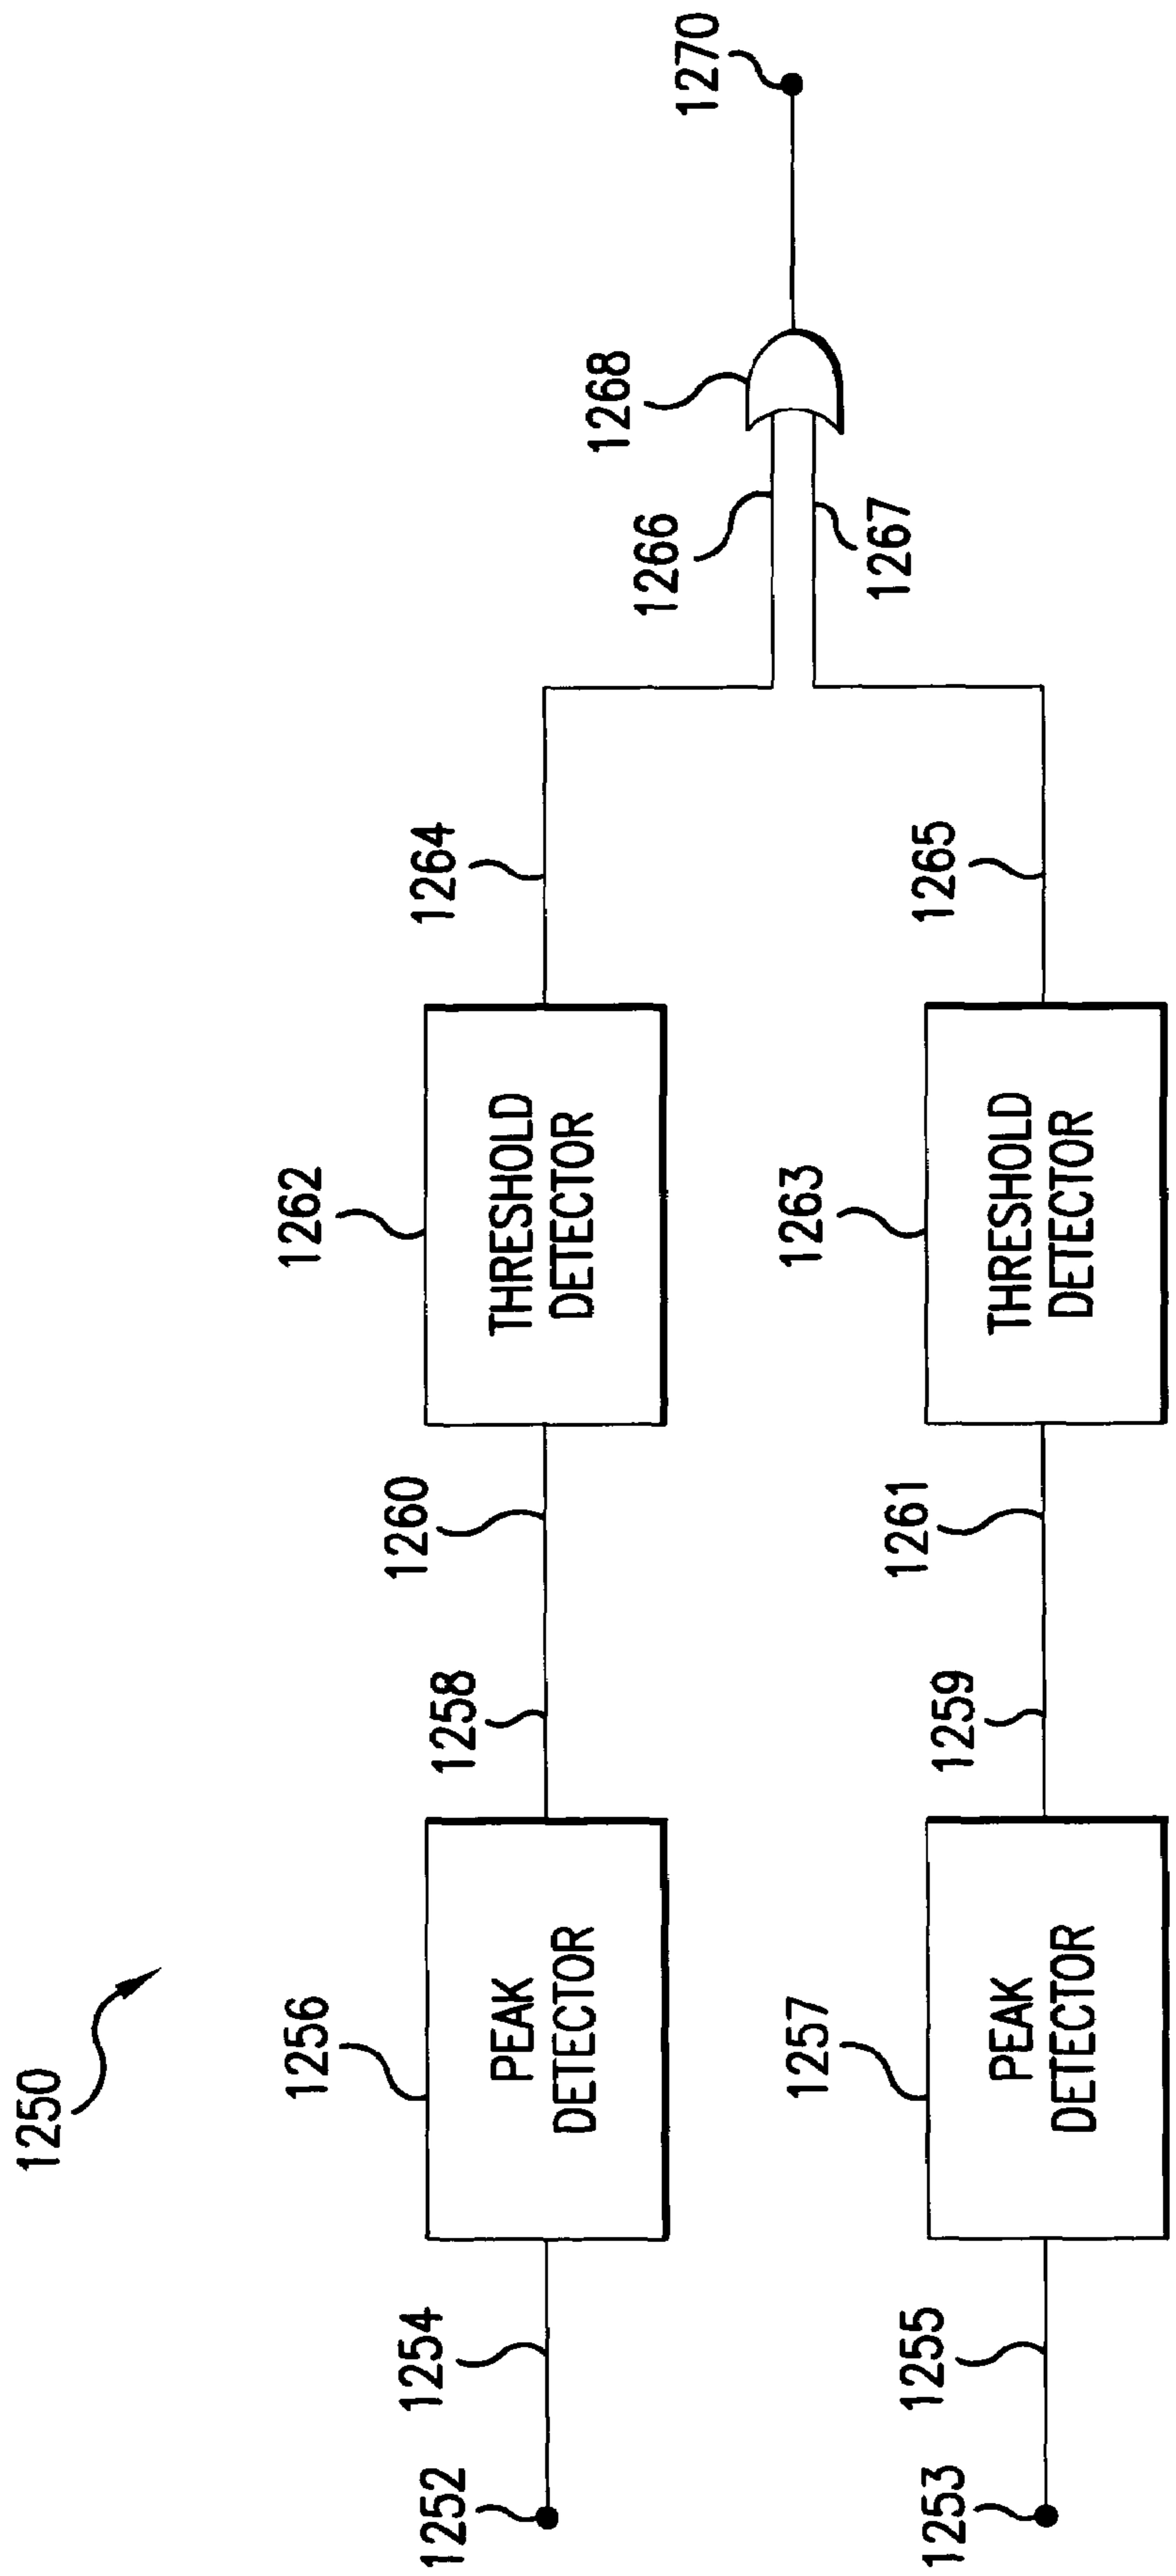 1250
1252
1254
1256
PEAK
DETECTOR
1258
1260
1262
THRESHOLD
DETECTOR
1264
1266
1268
1270
1253
1255
1257
PEAK
DETECTOR
1259
1261
1263
THRESHOLD
DETECTOR
1265
1267